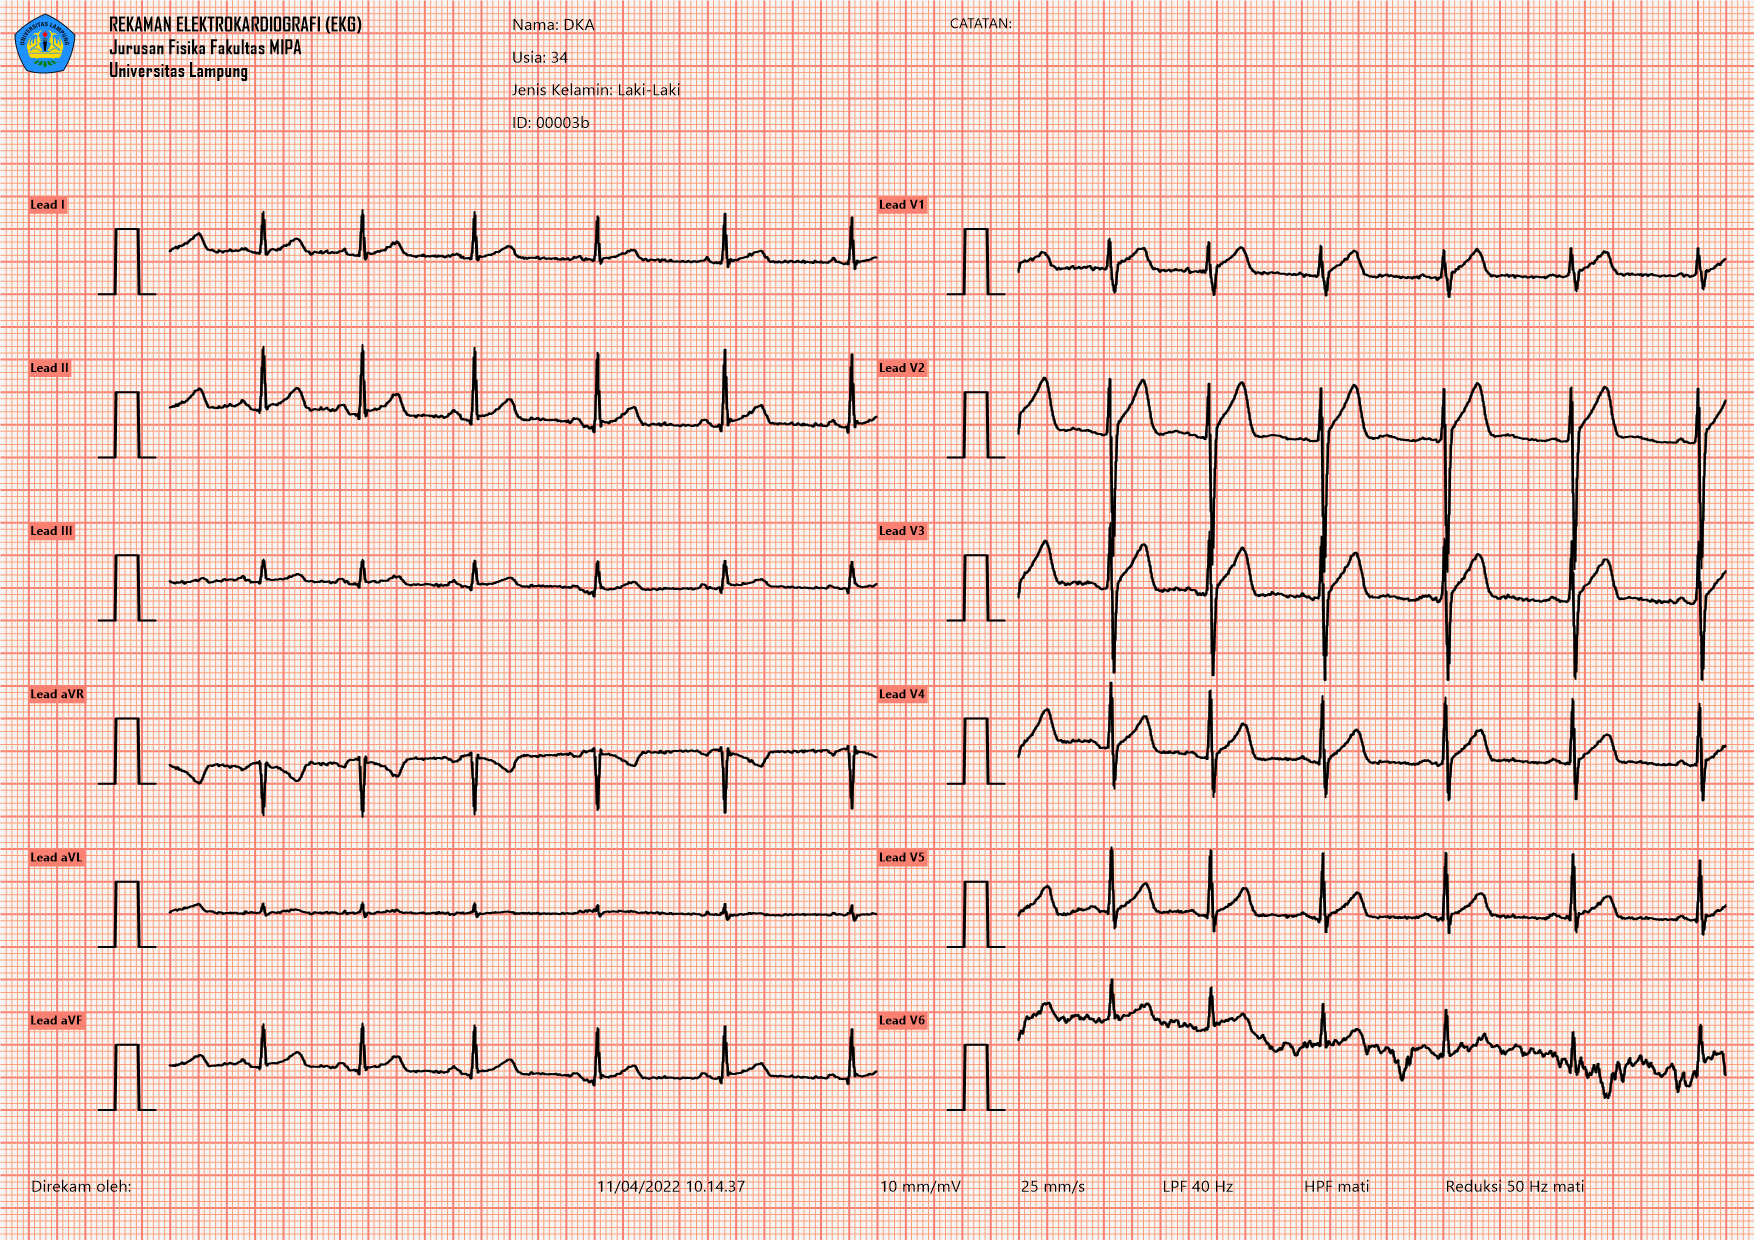 UNIVERSITAS LAMPUNG
REKAMAN ELEKTROKARDIOGRAFI (EKG)
Jurusan Fisika Fakultas MIPA
Universitas Lampung
Nama: DKA
Usia: 34
Jenis Kelamin: Laki-Laki
ID: 00003b
CATATAN:
Lead I
Lead V1
Lead II
Lead V2
Lead III
Lead V3
Lead aVR
Lead V4
Lead aVL
Lead V5
Lead aVF
Lead V6
Direkam oleh:
11/04/2022 10.14.37
10 mm/mV
25 mm/s
LPF 40 Hz
HPF mati
Reduksi 50 Hz mati